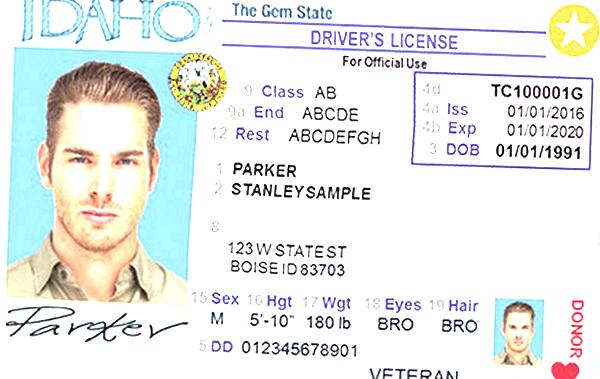 IDAHO
The Gem State
DRIVER'S LICENSE
For Official Use
9 Class AB
9a End ABCDE
12 Rest ABCDEFGH
4d TC100001G
4a Iss 01/01/2016
4b Exp 01/01/2020
3 DOB 01/01/1991
1 PARKER
2 STANLEYSAMPLE
8
123 W STATE ST
BOISE ID 83703
15 Sex 16 Hgt 17 Wgt 18 Eyes 19 Hair
M 5'-10" 180 lb BRO BRO
5 DD 012345678901
VETERAN
DONOR
Parker